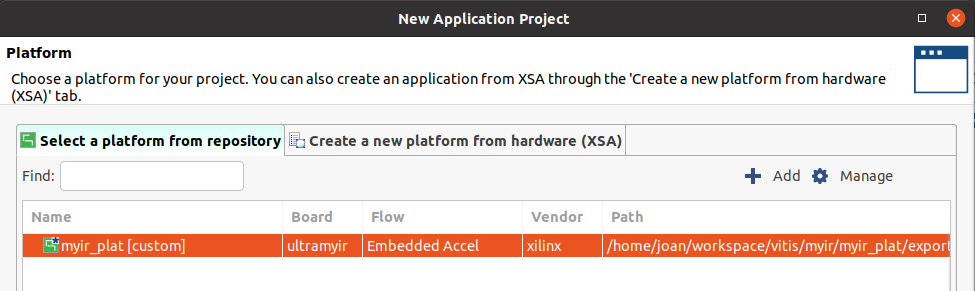 New Application Project
Platform
Choose a platform for your project. You can also create an application from XSA through the 'Create a new platform from hardware
(XSA)' tab.
Select a platform from repository Create a new platform from hardware (XSA)
Find: Add Manage
Name Board Flow Vendor Path
myir_plat [custom] ultramyir Embedded Accel xilinx /home/joan/workspace/vitis/myir/myir_plat/export